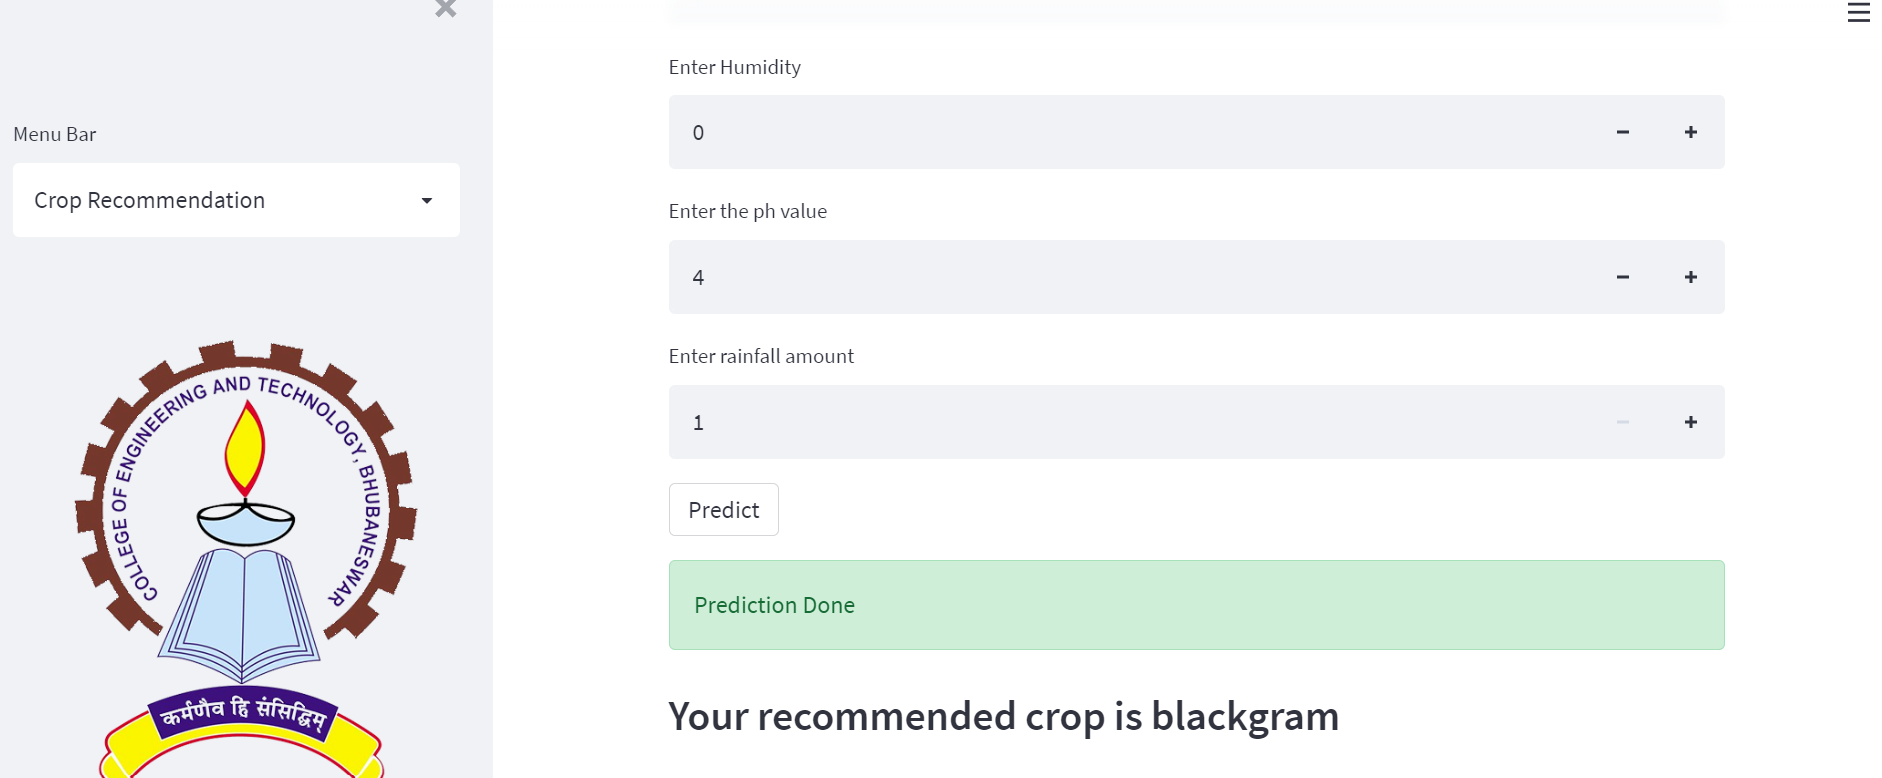 Menu Bar
Crop Recommendation
COLLEGE OF ENGINEERING AND TECHNOLOGY, BHUBANESWAR
कर्मणैव हि संसिद्धिम्
Enter Humidity
0
Enter the ph value
4
Enter rainfall amount
1
Predict
Prediction Done
Your recommended crop is blackgram